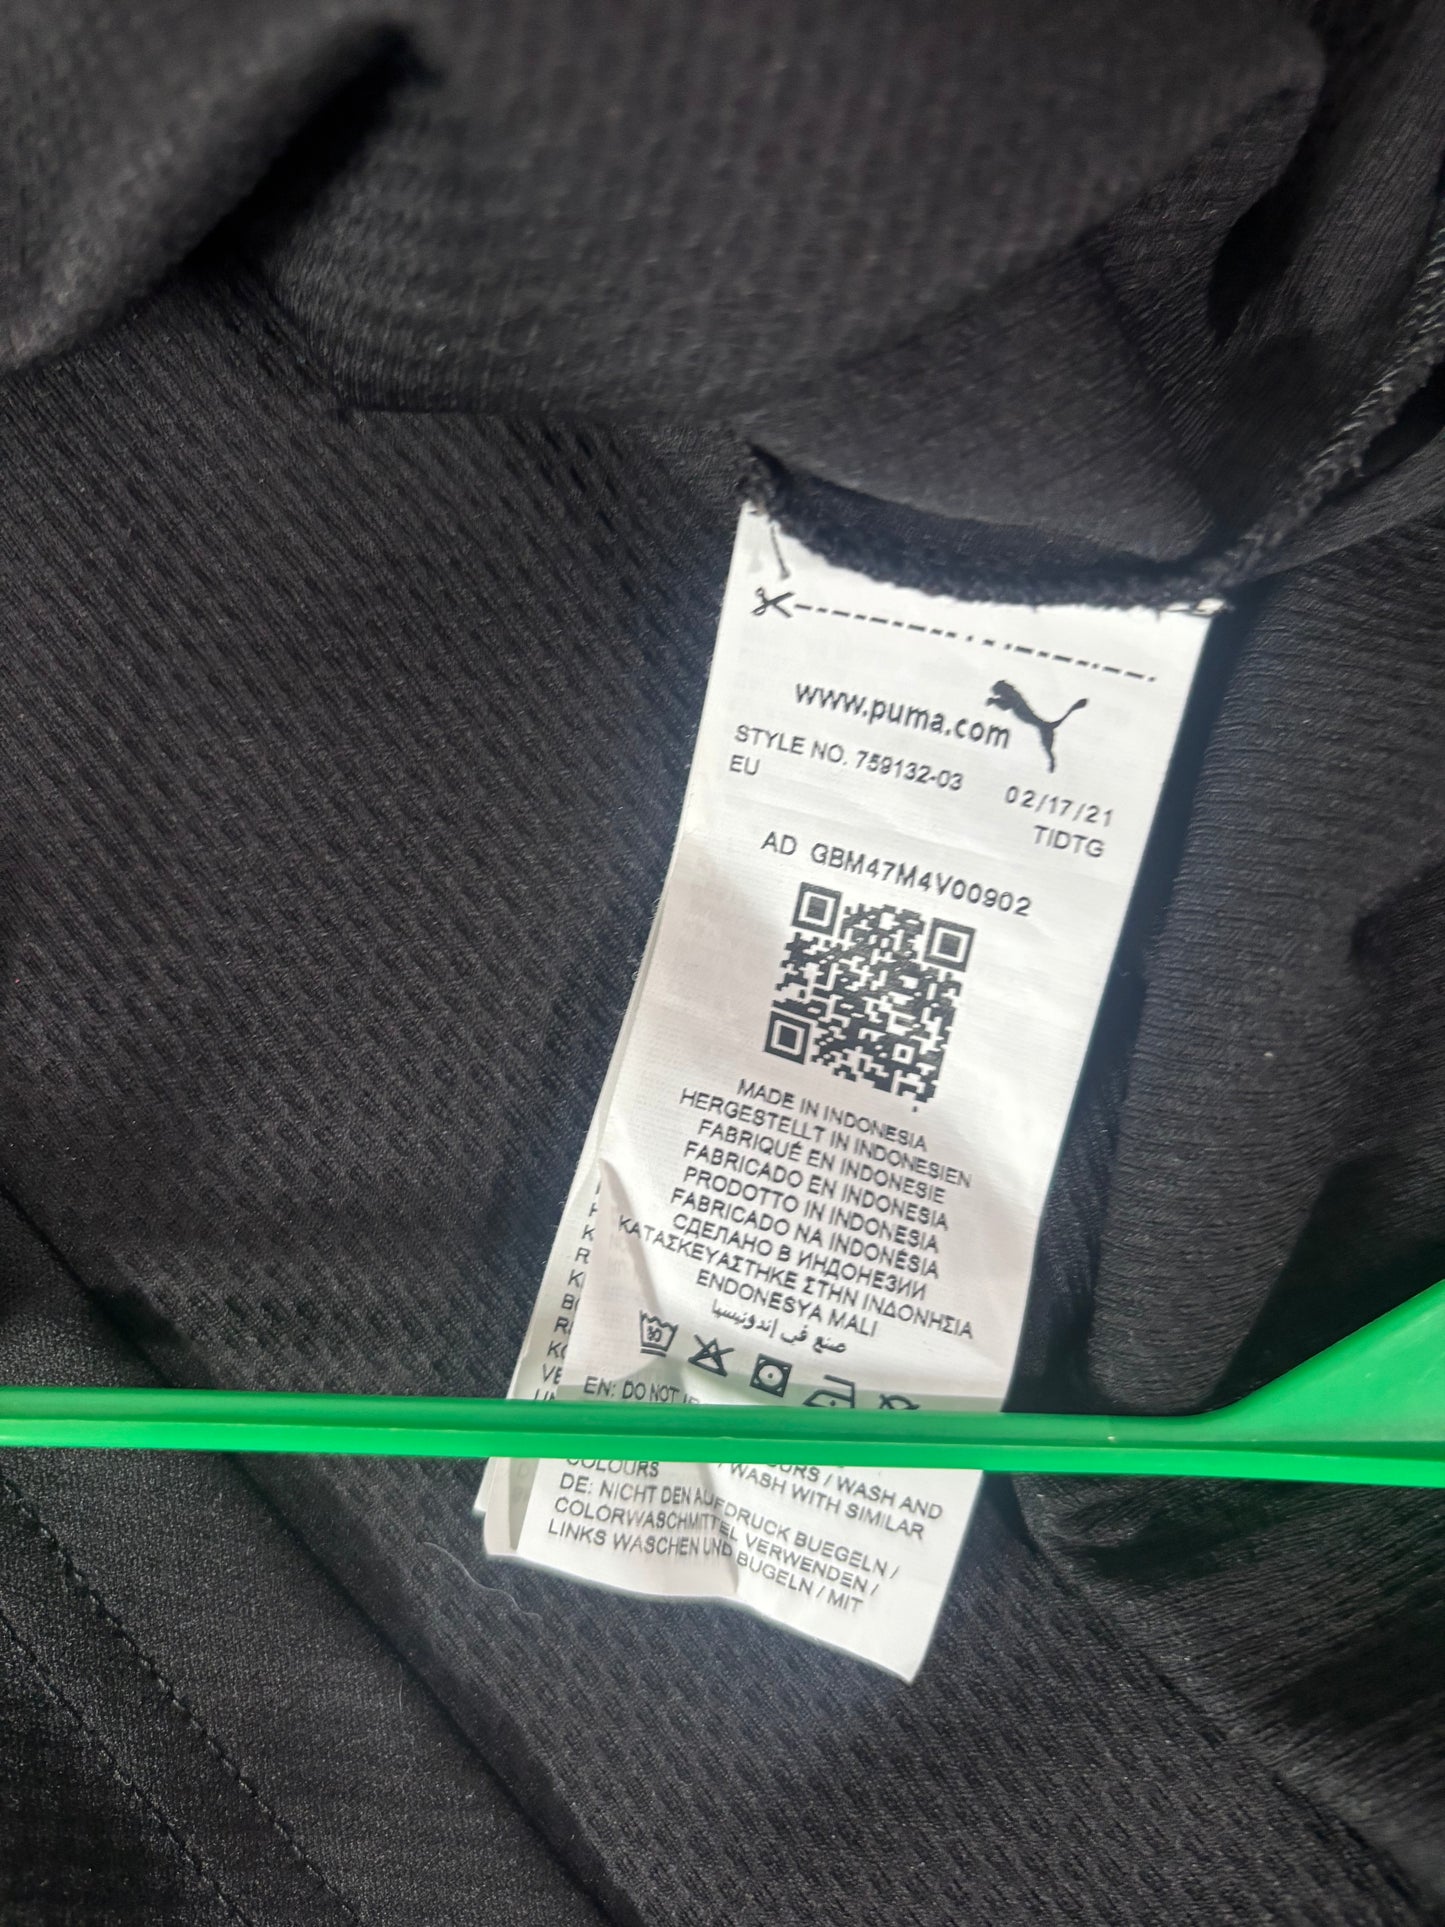 www.puma.com
STYLE NO. 759132-03 02/17/21
EU TIDTG
AD GBM47M4V00902
MADE IN INDONESIA
HERGESTELLT IN INDONESIEN
FABRIQUÉ EN INDONESIE
FABRICADO EN INDONESIA
PRODOTTO IN INDONESIA
FABRICADO NA INDONÉSIA
СДЕЛАНО В ИНДОНЕЗИИ
ΚΑΤΑΣΚΕΥΑΣΤΗΚΕ ΣΤΗΝ ΙΝΔΟΝΗΣΙΑ
ENDONESYA MALI
صنع في إندونيسيا
EN: DO NOT
/ WASH AND
COLOURS / WASH WITH SIMILAR
DE: NICHT DEN AUFDRUCK BUEGELN /
COLORWASCHMITTEL VERWENDEN /
LINKS WASCHEN UND BUGELN / MIT